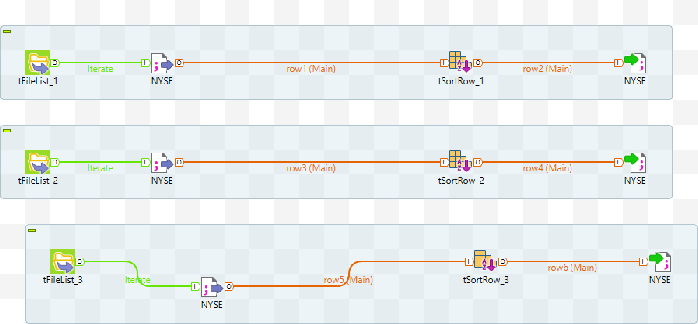 Iterate
row1 (Main)
row2 (Main)
tFileList_1
NYSE
tSortRow_1
NYSE
Iterate
row3 (Main)
row4 (Main)
tFileList_2
NYSE
tSortRow_2
NYSE
Iterate
row5 (Main)
row6 (Main)
tFileList_3
tSortRow_3
NYSE
NYSE